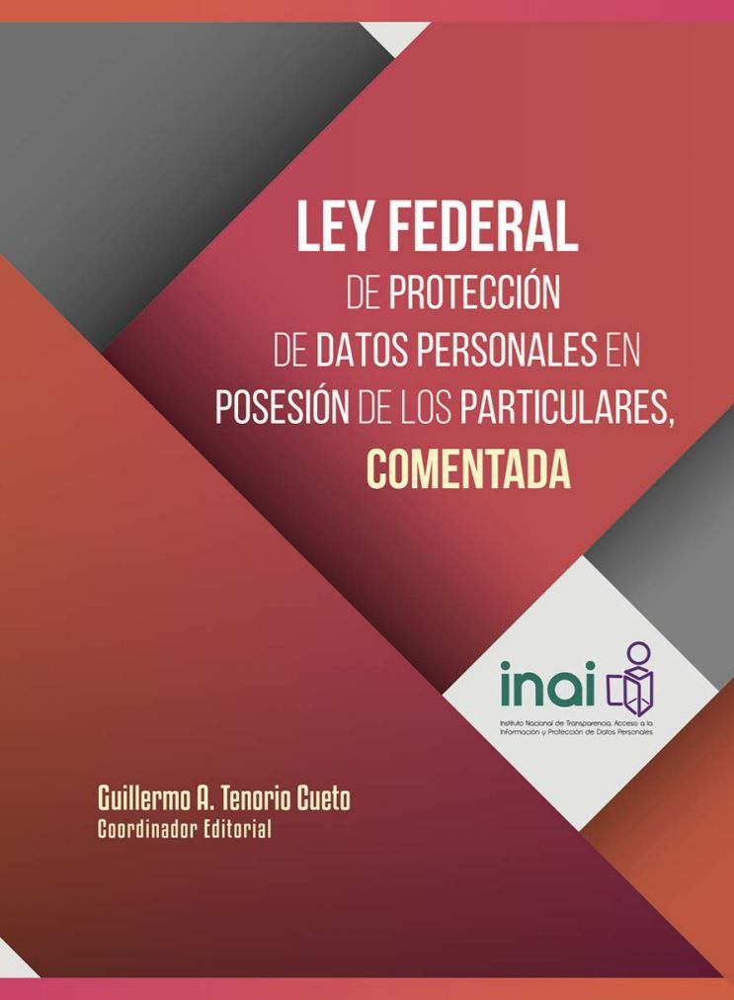 LEY FEDERAL
DE PROTECCIÓN
DE DATOS PERSONALES EN
POSESIÓN DE LOS PARTICULARES,
COMENTADA
inai
Instituto Nacional de Transparencia, Acceso a la
Información y Protección de Datos Personales
Guillermo A. Tenorio Cueto
Coordinador Editorial